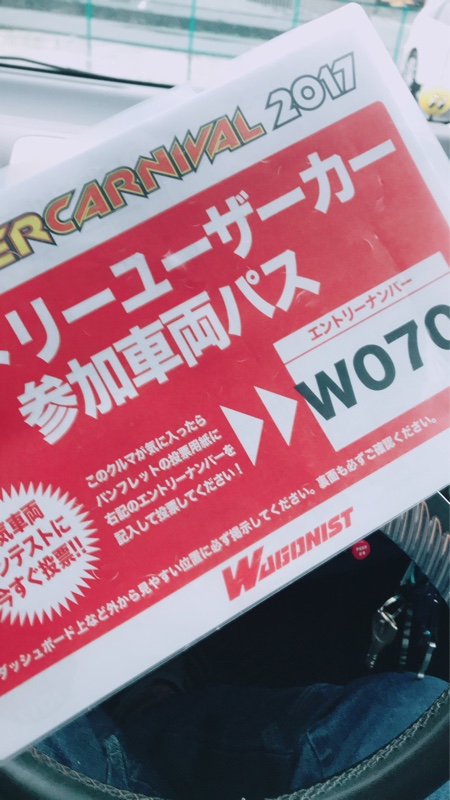 ERCARNIVAL 2017
トリーユーザーカー
参加車両パス
エントリーナンバー
W070
このクルマが気に入ったら
パンフレットの投票用紙に
右記のエントリーナンバーを
記入して投票してください！
気車両
ンテストに
今すぐ投票!!
ダッシュボード上など外から見やすい位置に必ず掲示してください。裏面も必ずご確認ください。
WAGONIST